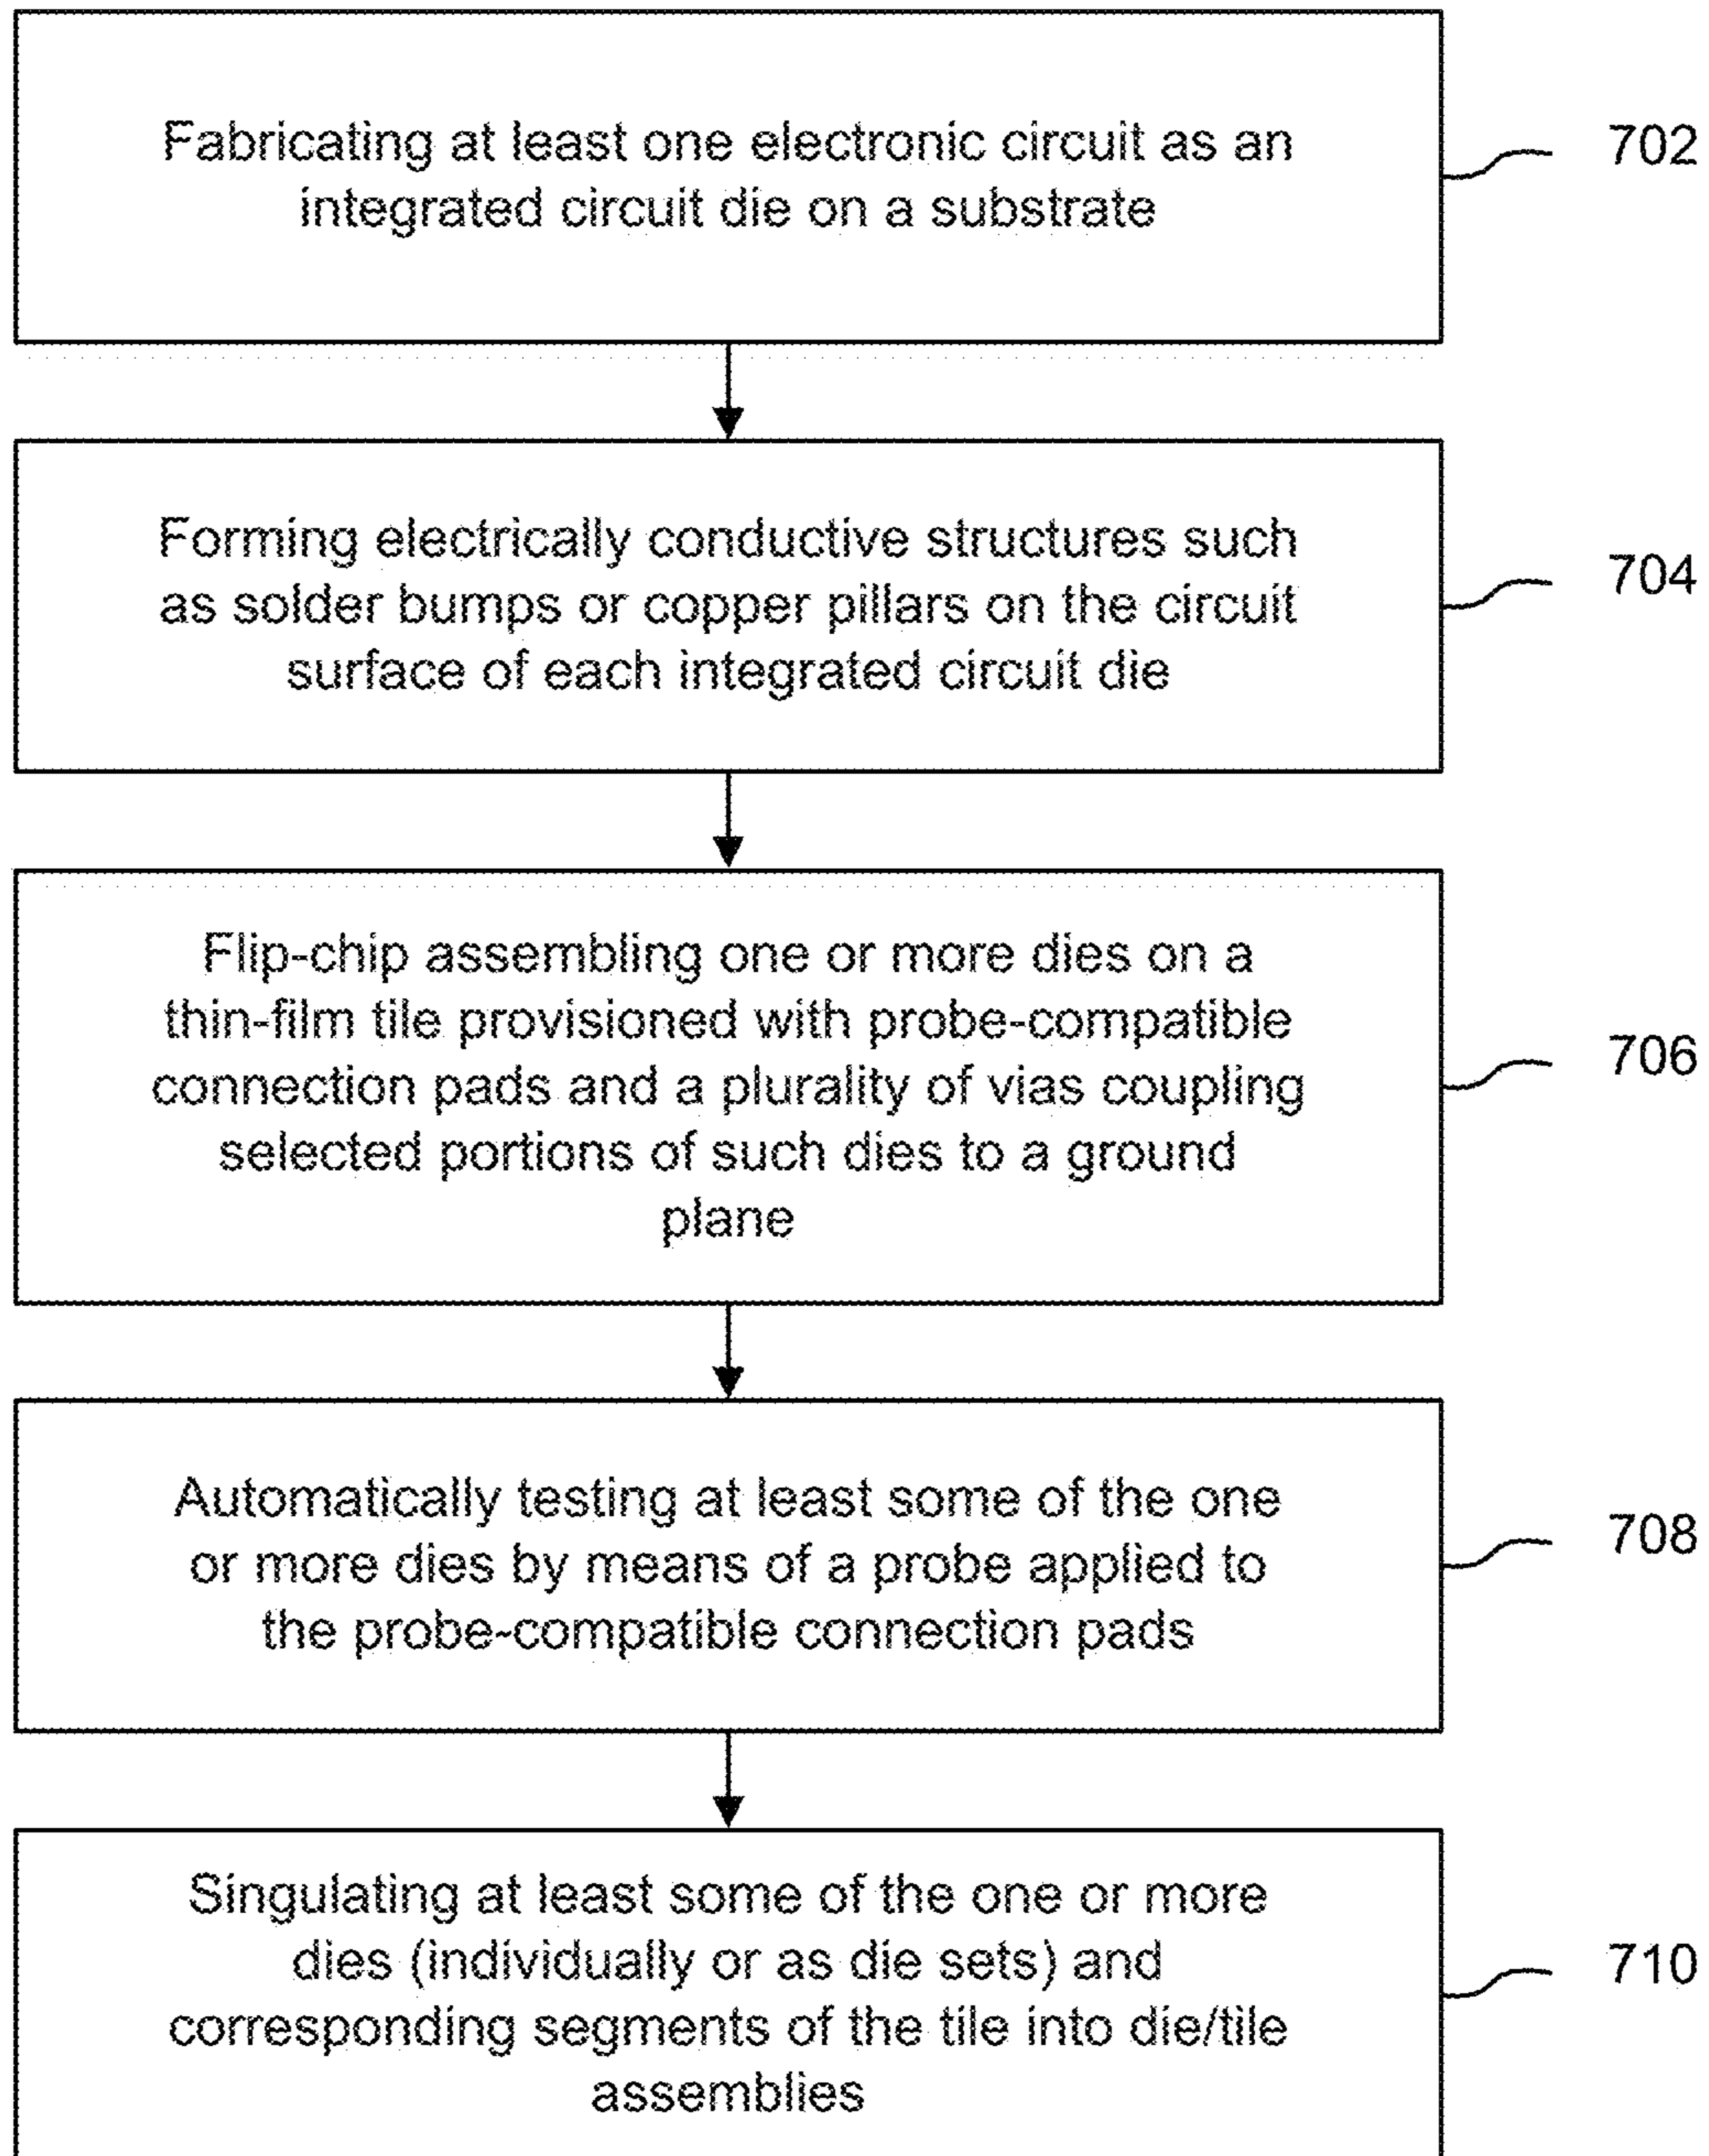 Fabricating at least one electronic circuit as an
integrated circuit die on a substrate
702
Forming electrically conductive structures such
as solder bumps or copper pillars on the circuit
surface of each integrated circuit die
704
Flip-chip assembling one or more dies on a
thin-film tile provisioned with probe-compatible
connection pads and a plurality of vias coupling
selected portions of such dies to a ground
plane
706
Automatically testing at least some of the one
or more dies by means of a probe applied to
the probe-compatible connection pads
708
Singulating at least some of the one or more
dies (individually or as die sets) and
corresponding segments of the tile into die/tile
assemblies
710